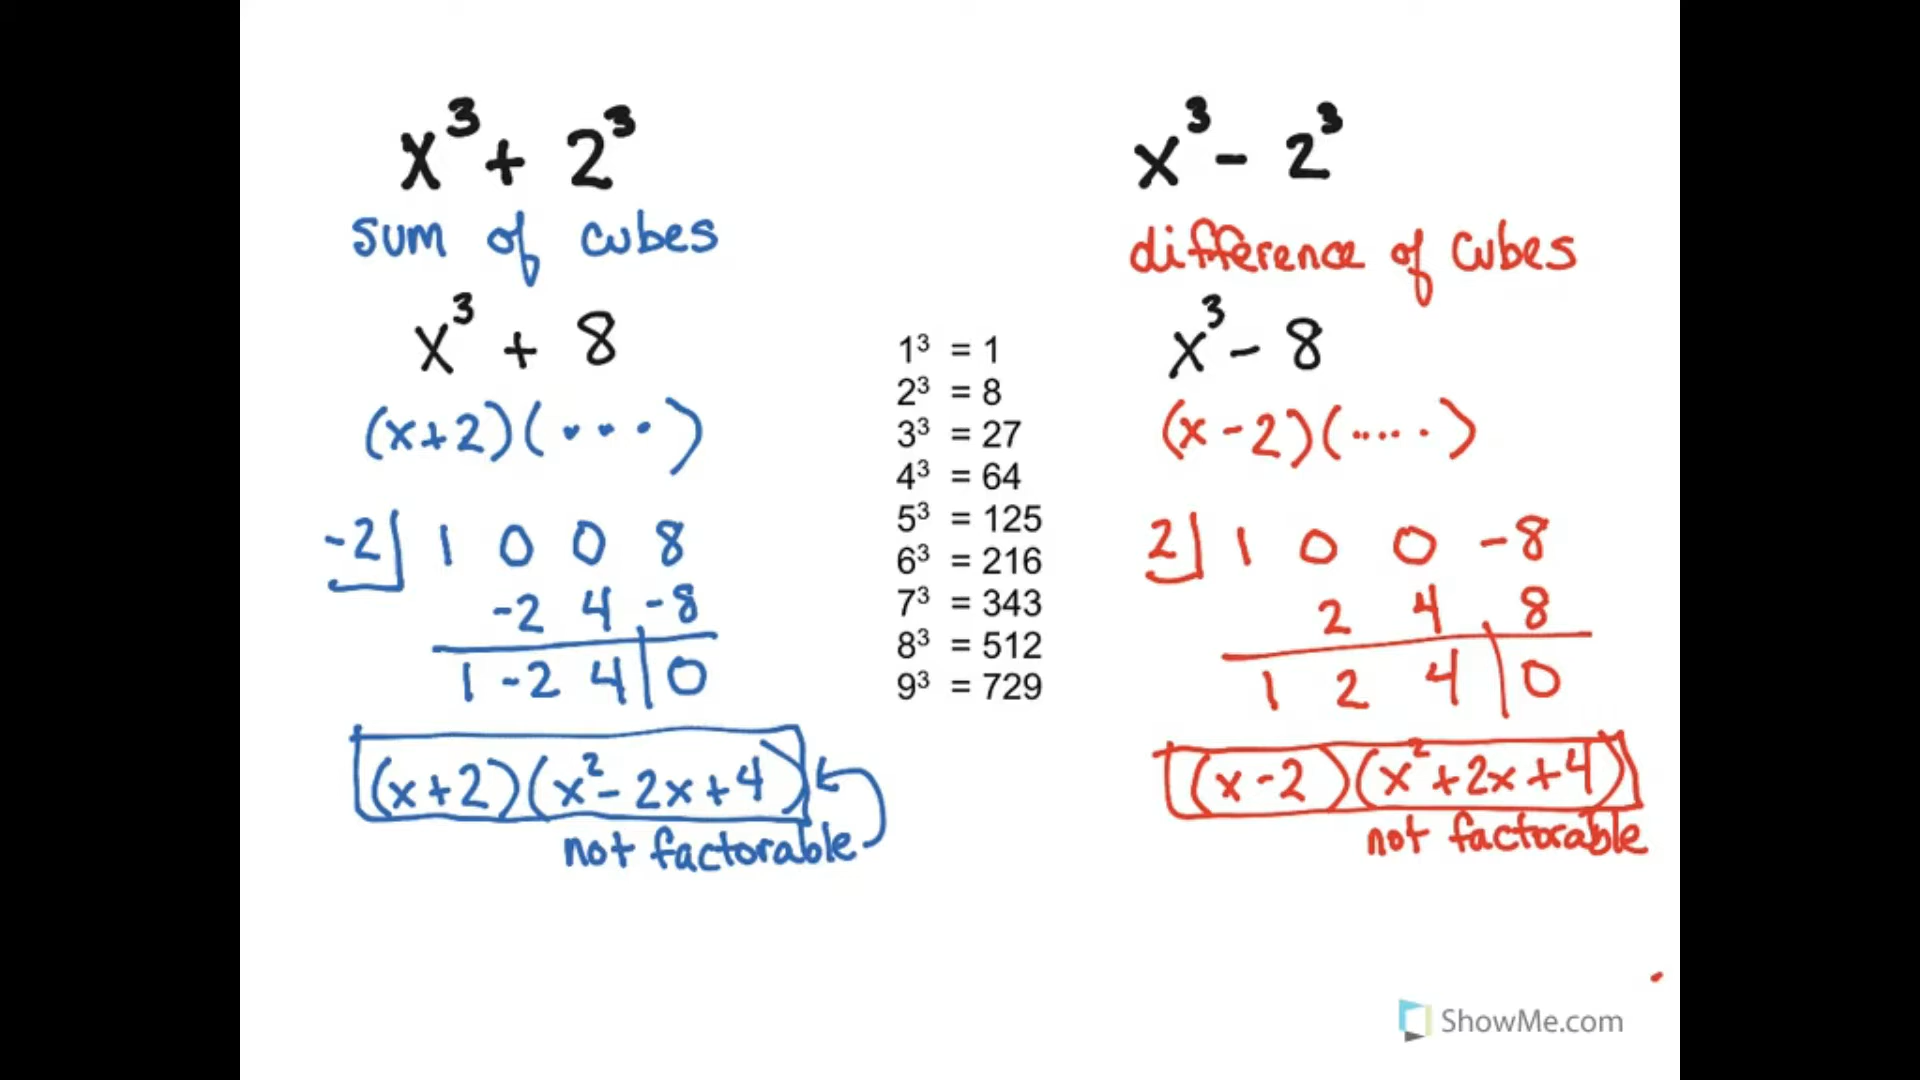 x³ + 2³
sum of cubes
x³ + 8
(x+2)(...)
-2 1 0 0 8
-2 4 -8
1 -2 4 0
(x+2)(x²-2x+4)
not factorable
1³ = 1
2³ = 8
3³ = 27
4³ = 64
5³ = 125
6³ = 216
7³ = 343
8³ = 512
9³ = 729
x³ - 2³
difference of cubes
x³ - 8
(x-2)(.....)
2 1 0 0 -8
2 4 8
1 2 4 0
(x-2)(x²+2x+4)
not factorable
ShowMe.com